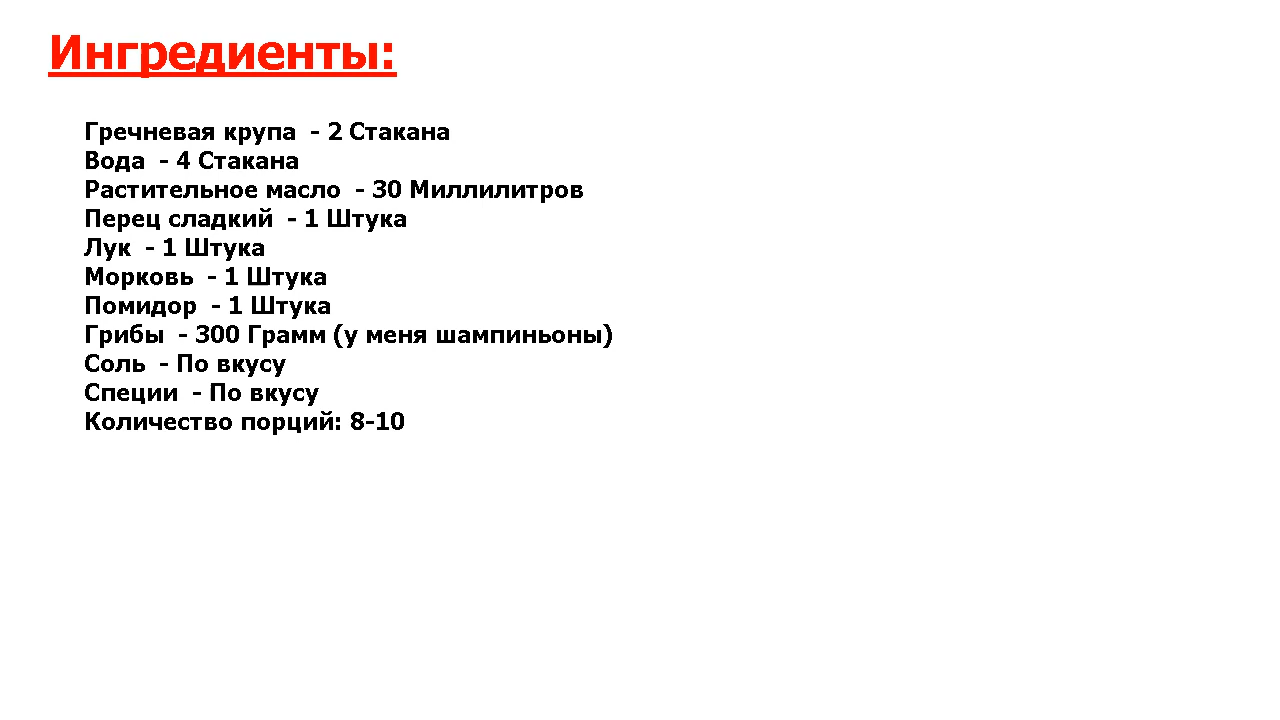 Ингредиенты:
Гречневая крупа  - 2 Стакана
Вода  - 4 Стакана
Растительное масло  - 30 Миллилитров
Перец сладкий  - 1 Штука
Лук  - 1 Штука
Морковь  - 1 Штука
Помидор  - 1 Штука
Грибы  - 300 Грамм (у меня шампиньоны)
Соль  - По вкусу
Специи  - По вкусу
Количество порций: 8-10